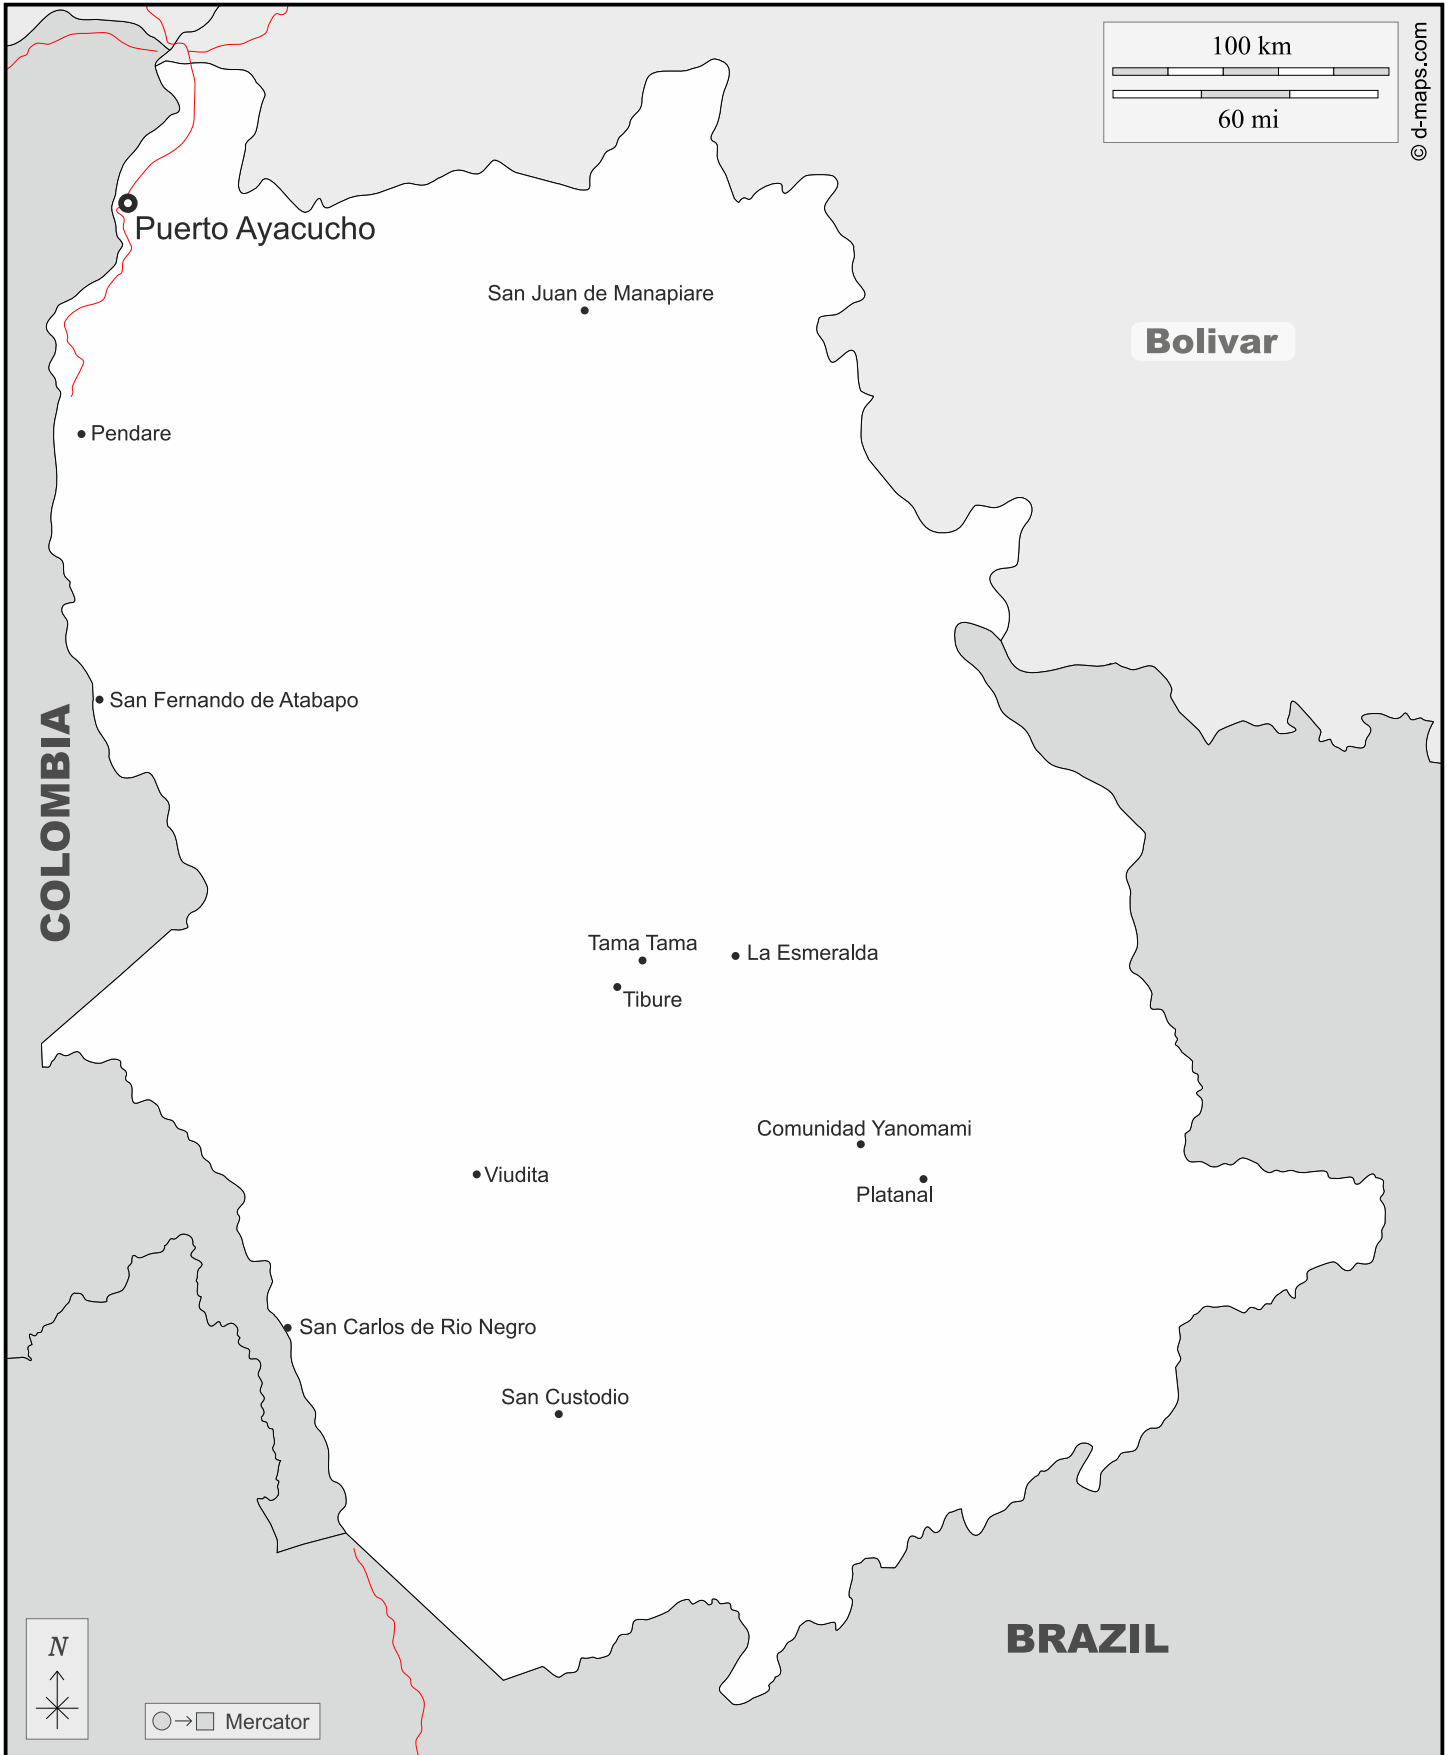 100 km
60 mi
© d-maps.com
Puerto Ayacucho
San Juan de Manapiare
Bolivar
Pendare
San Fernando de Atabapo
COLOMBIA
Tama Tama
La Esmeralda
Tibure
Comunidad Yanomami
Viudita
Platanal
San Carlos de Rio Negro
San Custodio
BRAZIL
N
Mercator